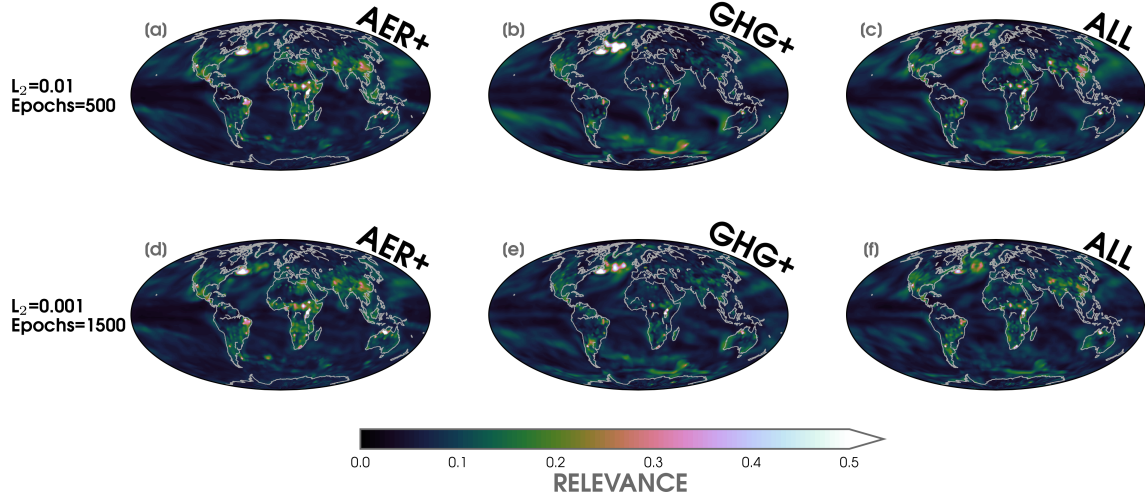 (a)
AER+
(b)
GHG+
(c)
ALL
L₂=0.01
Epochs=500
(d)
AER+
(e)
GHG+
(f)
ALL
L₂=0.001
Epochs=1500
0.0
0.1
0.2
0.3
0.4
0.5
RELEVANCE